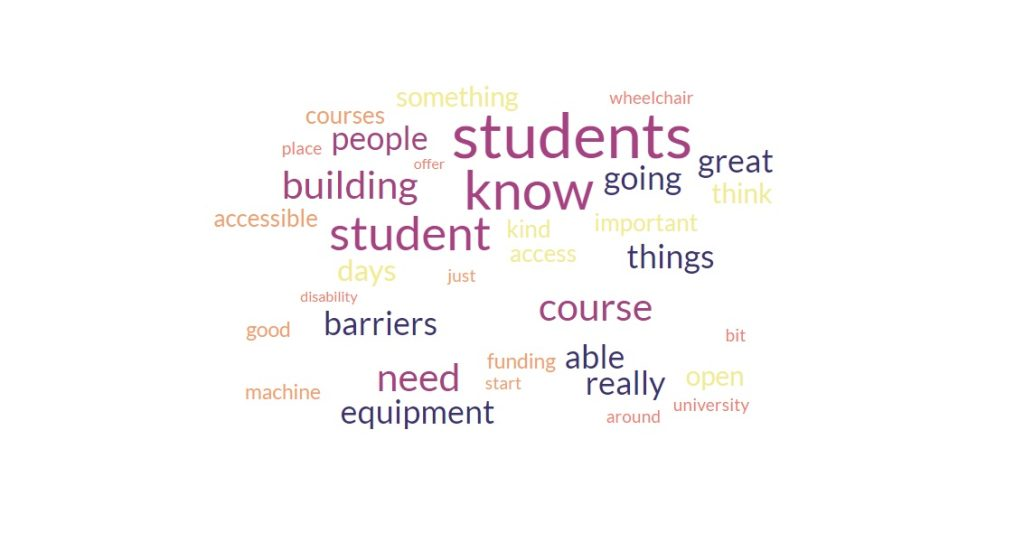 something
wheelchair
courses
students
people
place
great
offer
going
building
know
think
accessible
important
student
kind
access
things
days
just
disability
course
barriers
good
bit
able
funding
need
open
really
start
machine
university
equipment
around